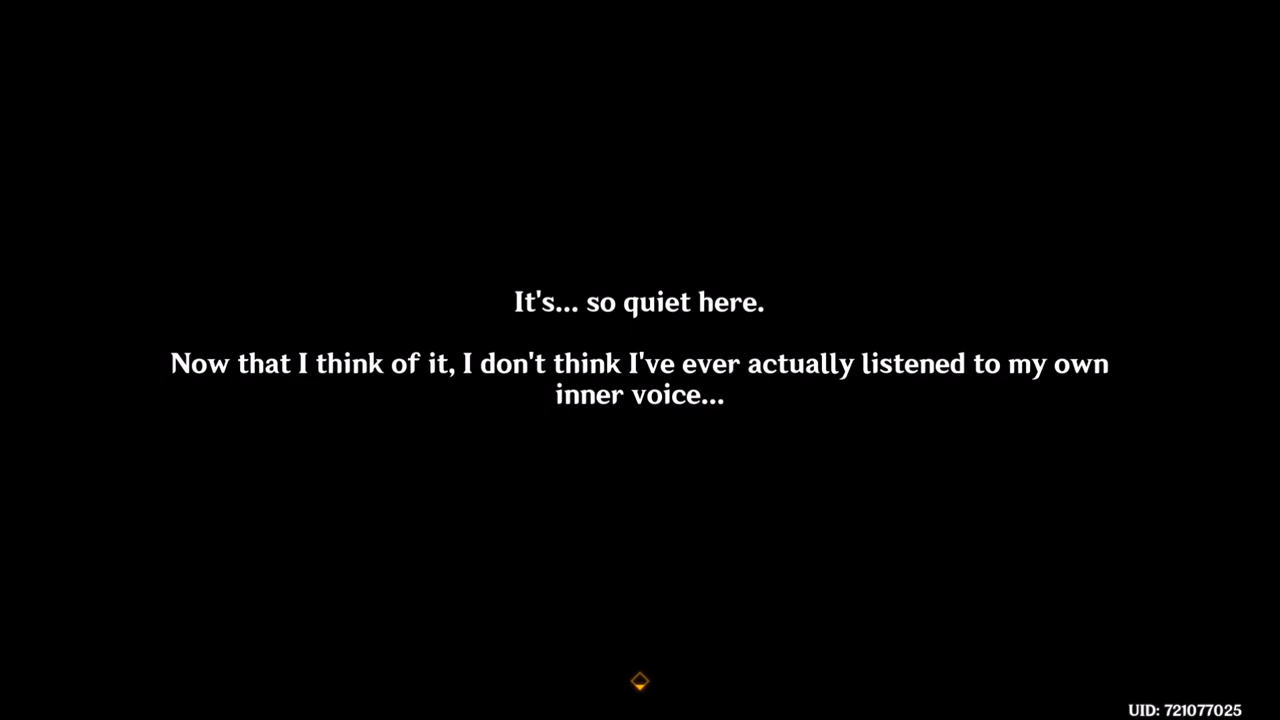 It's... so quiet here.
Now that I think of it, I don't think I've ever actually listened to my own
inner voice...
UID: 721077025